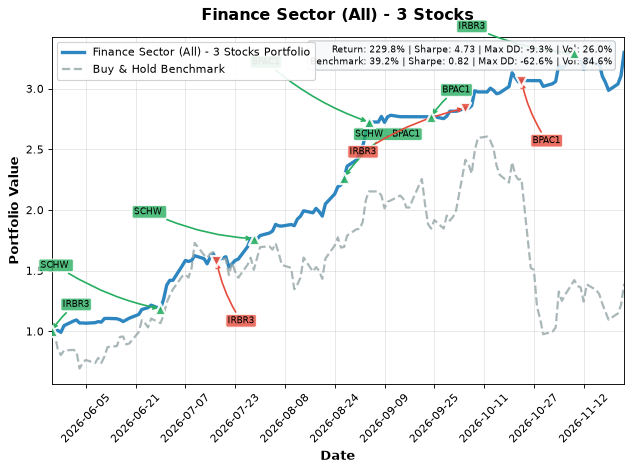 Finance Sector (All) - 3 Stocks
IRBR3
Finance Sector (All) - 3 Stocks Portfolio
Buy & Hold Benchmark
Return: 229.8% | Sharpe: 4.73 | Max DD: -9.3% | Vol: 26.0%
Benchmark: 39.2% | Sharpe: 0.82 | Max DD: -62.6% | Vol: 84.6%
BPAC1
BPAC1
SCHW
BPAC1
BPAC1
IRBR3
SCHW
SCHW
IRBR3
IRBR3
Portfolio Value
3.0
2.5
2.0
1.5
1.0
2026-06-05
2026-06-21
2026-07-07
2026-07-23
2026-08-08
2026-08-24
2026-09-09
2026-09-25
2026-10-11
2026-10-27
2026-11-12
Date